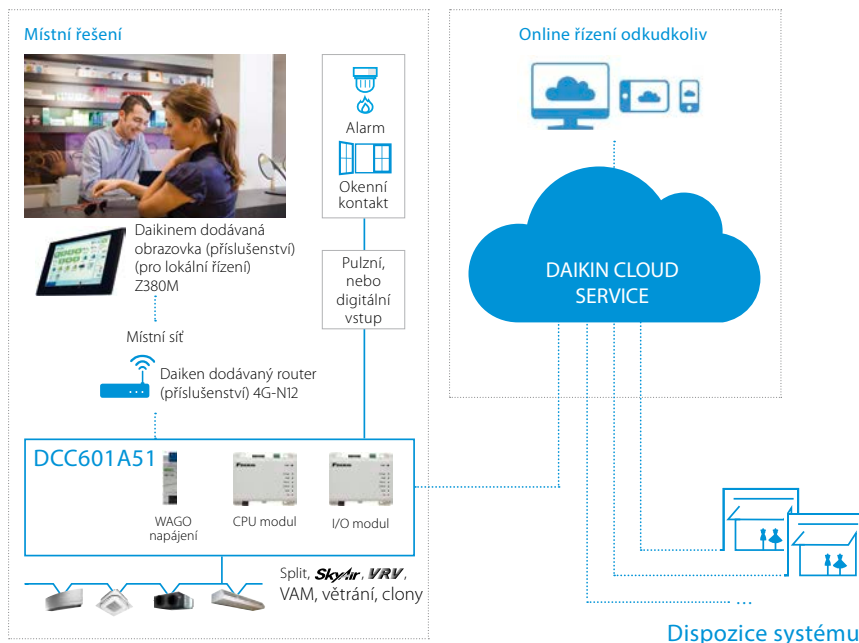 Místní řešení
Alarm
Okenní
kontakt
Daikinem dodávaná
obrazovka (příslušenství)
(pro lokální řízení)
Z380M
Pulzní,
nebo
digitální
vstup
Místní síť
Daiken dodávaný router
(příslušenství) 4G-N12
DCC601A51
WAGO
napájení
CPU modul
I/O modul
Split, SkyAir, VRV,
VAM, větrání, clony
Online řízení odkudkoliv
DAIKIN CLOUD
SERVICE
...
Dispozice systému